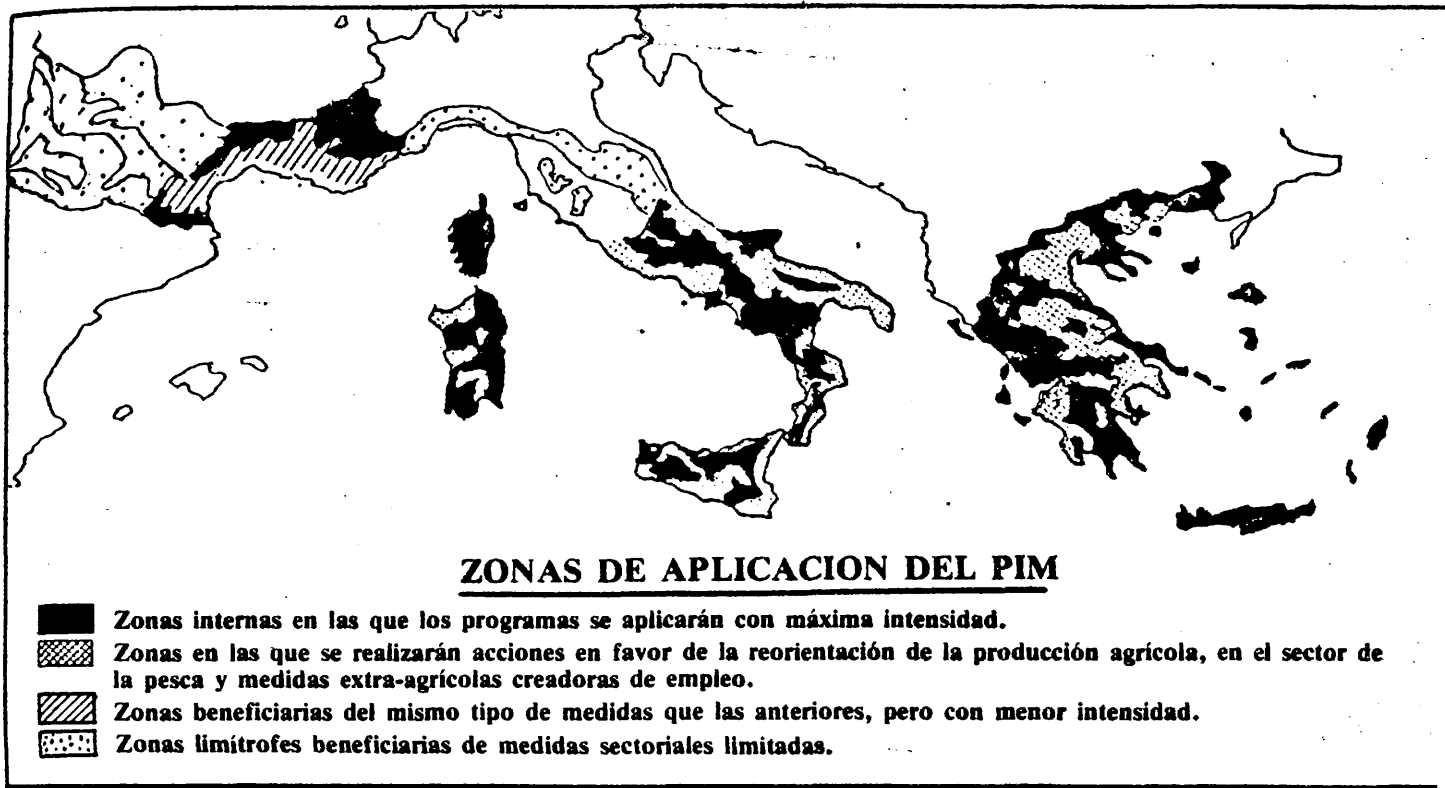 ZONAS DE APLICACION DEL PIM
Zonas internas en las que los programas se aplicarán con máxima intensidad.
Zonas en las que se realizarán acciones en favor de la reorientación de la producción agrícola, en el sector de
la pesca y medidas extra-agrícolas creadoras de empleo.
Zonas beneficiarias del mismo tipo de medidas que las anteriores, pero con menor intensidad.
Zonas limítrofes beneficiarias de medidas sectoriales limitadas.